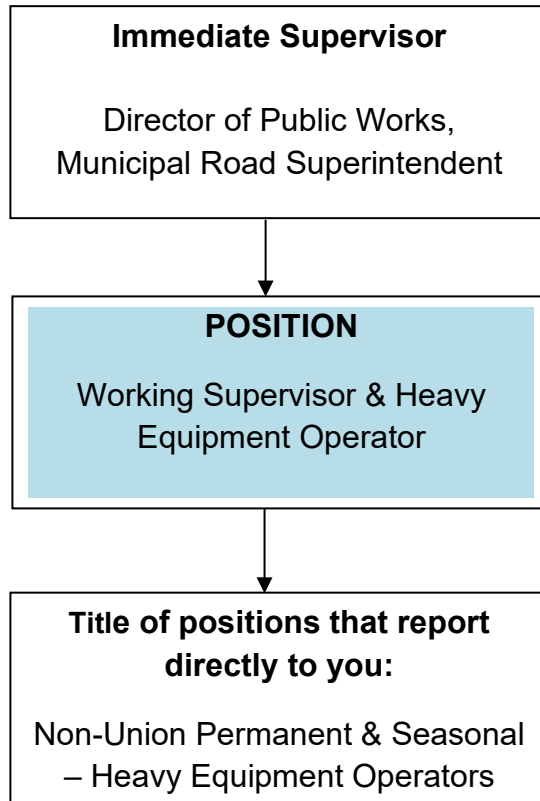 Immediate Supervisor
Director of Public Works,
Municipal Road Superintendent
POSITION
Working Supervisor & Heavy
Equipment Operator
Title of positions that report
directly to you:
Non-Union Permanent & Seasonal
– Heavy Equipment Operators